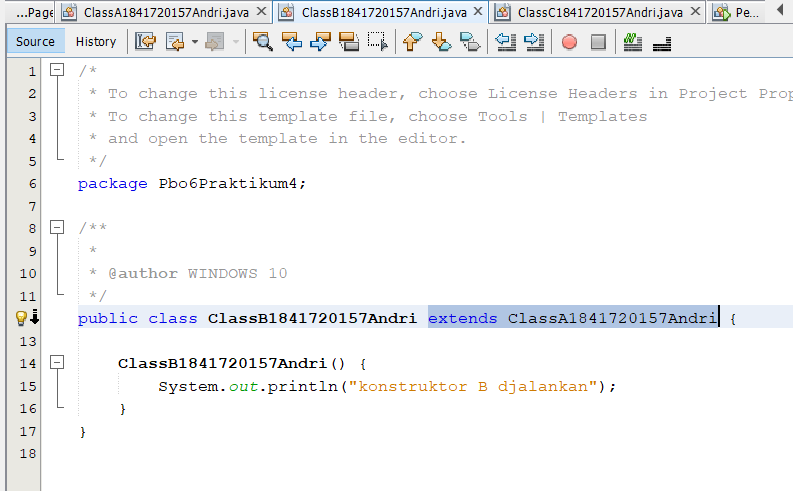 ...Page ClassA1841720157Andri.java ClassB1841720157Andri.java ClassC1841720157Andri.java Pe...
Source History
1 /*
2 * To change this license header, choose License Headers in Project Prop
3 * To change this template file, choose Tools | Templates
4 * and open the template in the editor.
5 */
6 package Pbo6Praktikum4;
7
8 /**
9 *
10 * @author WINDOWS 10
11 */
public class ClassB1841720157Andri extends ClassA1841720157Andri {
13
14 ClassB1841720157Andri() {
15 System.out.println("konstruktor B djalankan");
16 }
17 }
18